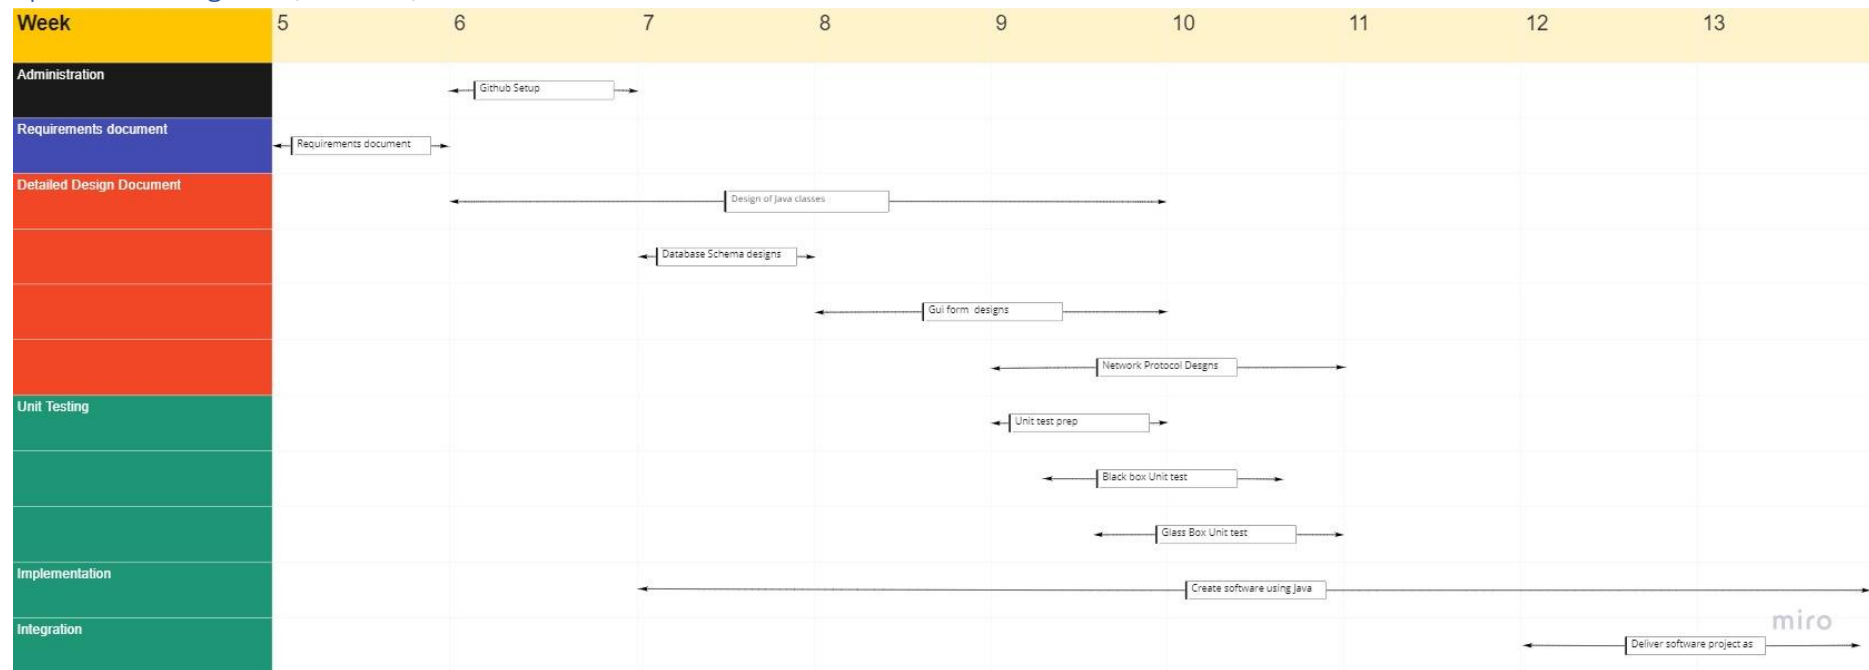 Week 5 6 7 8 9 10 11 12 13
Administration
Github Setup
Requirements document
Requirements document
Detailed Design Document
Design of Java classes
Database Schema designs
Gui form designs
Network Protocol Desgns
Unit Testing
Unit test prep
Black box Unit test
Glass Box Unit test
Implementation
Create software using Java
miro
Integration
Deliver software project as